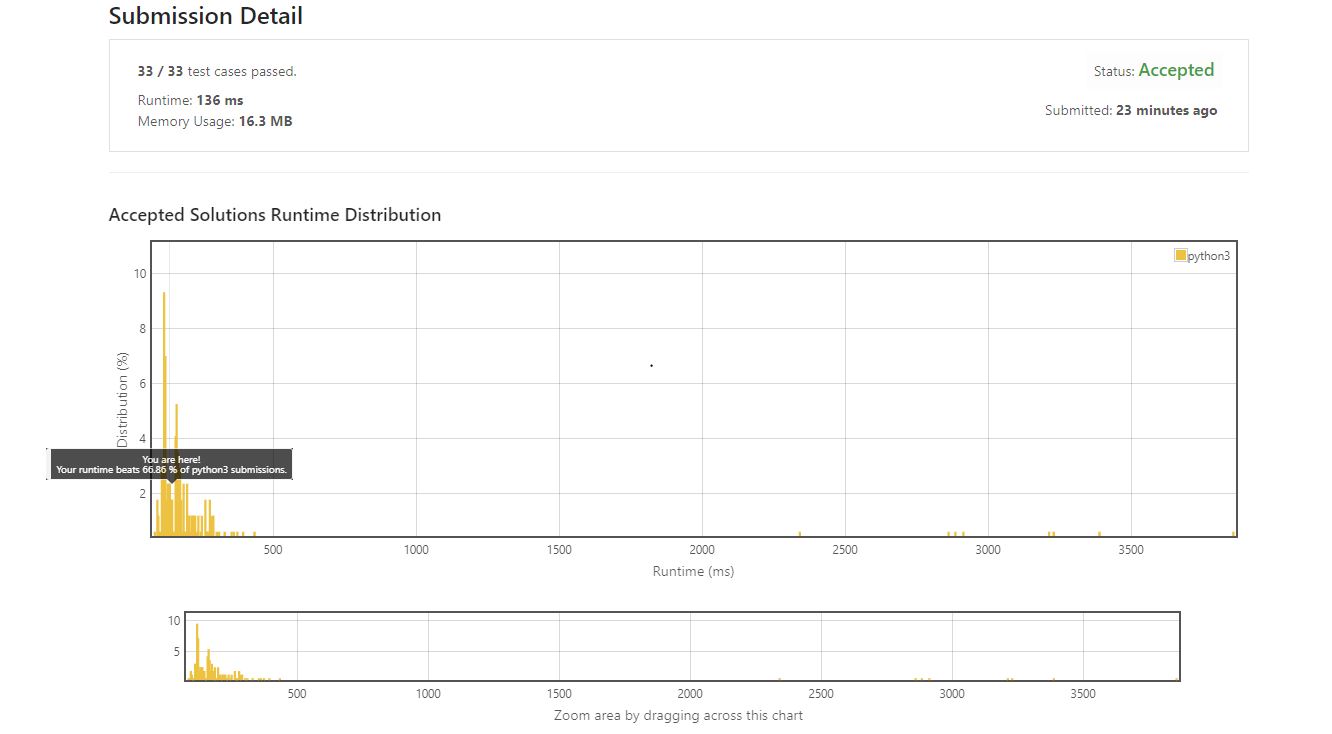 Submission Detail
33 / 33 test cases passed.
Status: Accepted
Runtime: 136 ms
Memory Usage: 16.3 MB
Submitted: 23 minutes ago
Accepted Solutions Runtime Distribution
python3
10
8
6
4
2
Distribution (%)
You are here!
Your runtime beats 66.86 % of python3 submissions.
500 1000 1500 2000 2500 3000 3500
Runtime (ms)
10
5
500 1000 1500 2000 2500 3000 3500
Zoom area by dragging across this chart